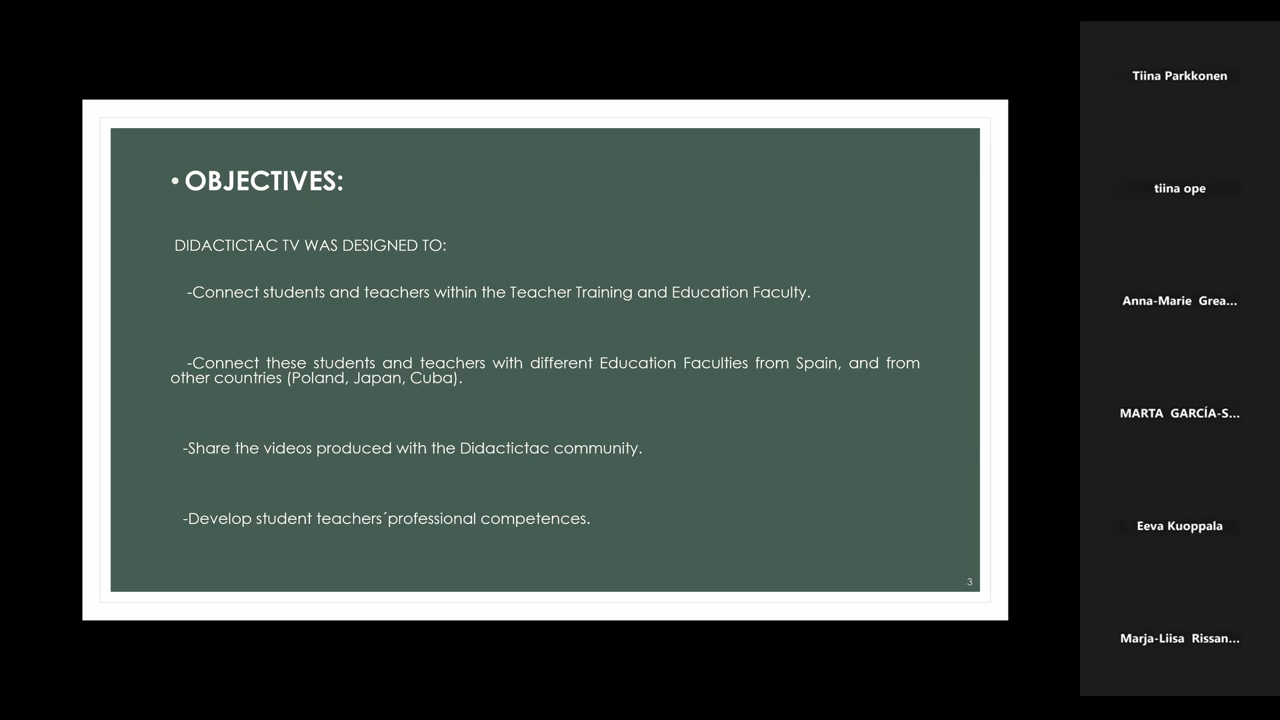 • OBJECTIVES:
DIDACTICTAC TV WAS DESIGNED TO:
-Connect students and teachers within the Teacher Training and Education Faculty.
-Connect these students and teachers with different Education Faculties from Spain, and from
other countries (Poland, Japan, Cuba).
-Share the videos produced with the Didactictac community.
-Develop student teachers´professional competences.
3
Tiina Parkkonen
tiina ope
Anna-Marie Grea...
MARTA GARCÍA-S...
Eeva Kuoppala
Marja-Liisa Rissan...